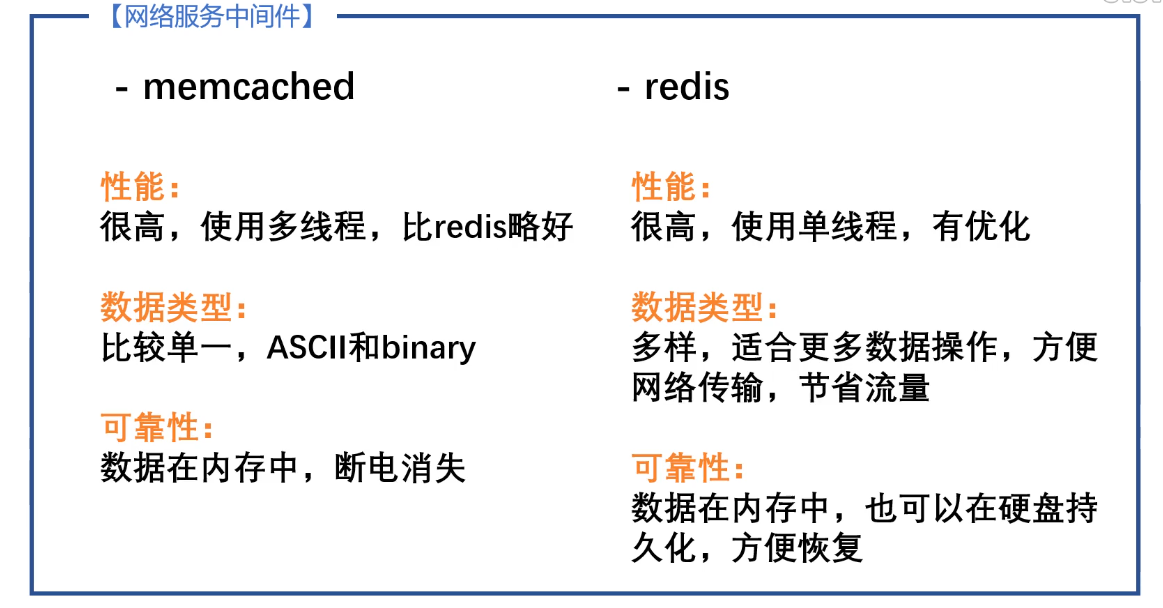 【网络服务中间件】
- memcached
性能：
很高，使用多线程，比redis略好
数据类型：
比较单一，ASCII和binary
可靠性：
数据在内存中，断电消失
- redis
性能：
很高，使用单线程，有优化
数据类型：
多样，适合更多数据操作，方便
网络传输，节省流量
可靠性：
数据在内存中，也可以在硬盘持
久化，方便恢复